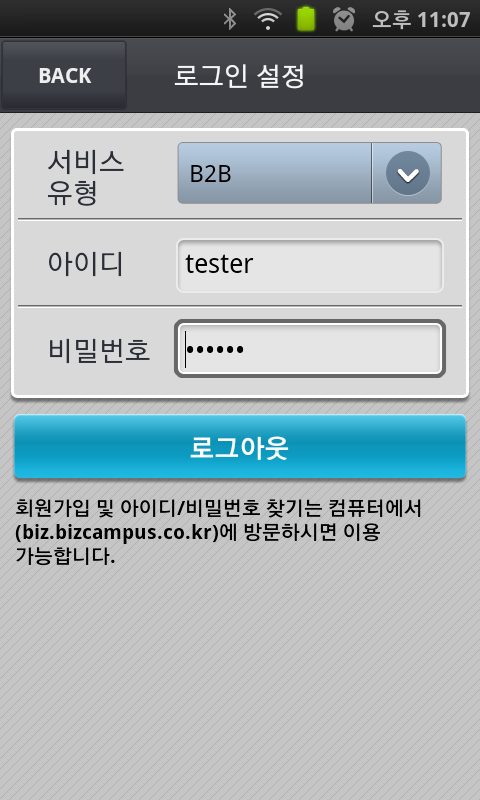 오후 11:07
BACK
로그인 설정
서비스
유형
B2B
아이디
tester
비밀번호
••••••
로그아웃
회원가입 및 아이디/비밀번호 찾기는 컴퓨터에서
(biz.bizcampus.co.kr)에 방문하시면 이용
가능합니다.